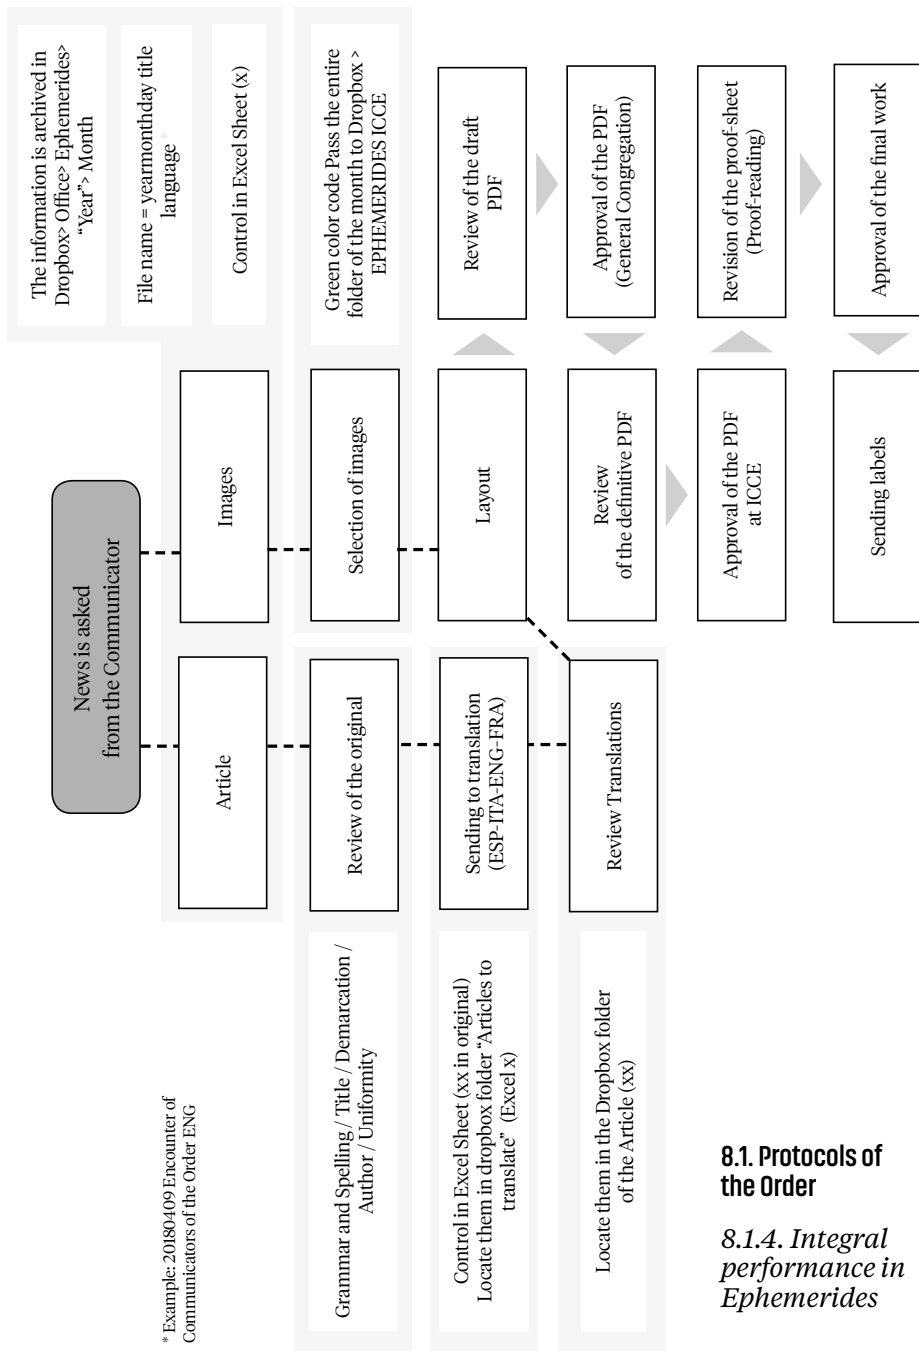 News is asked
from the Communicator
The information is archived in
Dropbox> Office> Ephemerides>
“Year”> Month
File name = yearmonthday title
language *
Control in Excel Sheet (x)
Images
Article
Green color code Pass the entire
folder of the month to Dropbox >
EPHEMERIDES ICCE
Selection of images
Review of the original
Grammar and Spelling / Title / Demarcation /
Author / Uniformity
Review of the draft
PDF
Layout
Sending to translation
(ESP-ITA-ENG-FRA)
Control in Excel Sheet (xx in original)
Locate them in dropbox folder “Articles to
translate” (Excel x)
Approval of the PDF
(General Congregation)
Review
of the definitive PDF
Review Translations
Locate them in the Dropbox folder
of the Article (xx)
Revision of the proof-sheet
(Proof-reading)
Approval of the PDF
at ICCE
Approval of the final work
Sending labels
* Example: 20180409 Encounter of
Communicators of the Order ENG
8.1. Protocols of
the Order
8.1.4. Integral
performance in
Ephemerides